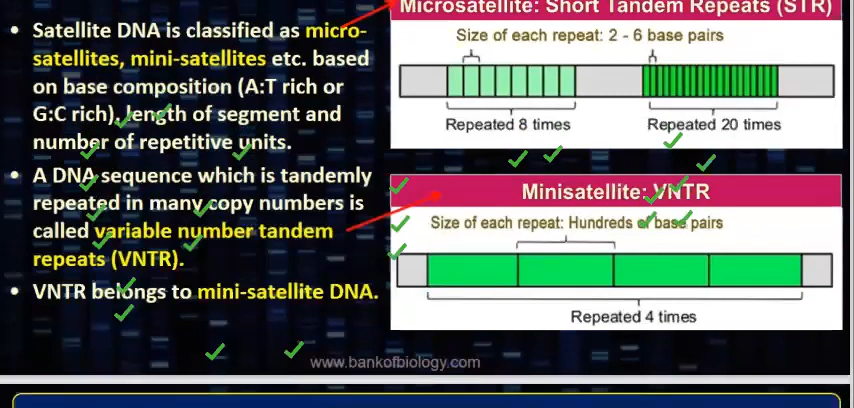 Microsatellite: Short Tandem Repeats (STR)
• Satellite DNA is classified as micro-
satellites, mini-satellites etc. based
on base composition (A:T rich or
G:C rich), length of segment and
number of repetitive units.
• A DNA sequence which is tandemly
repeated in many copy numbers is
called variable number tandem
repeats (VNTR).
• VNTR belongs to mini-satellite DNA.
Size of each repeat: 2 - 6 base pairs
Repeated 8 times
Repeated 20 times
Minisatellite: VNTR
Size of each repeat: Hundreds of base pairs
Repeated 4 times
www.bankofbiology.com